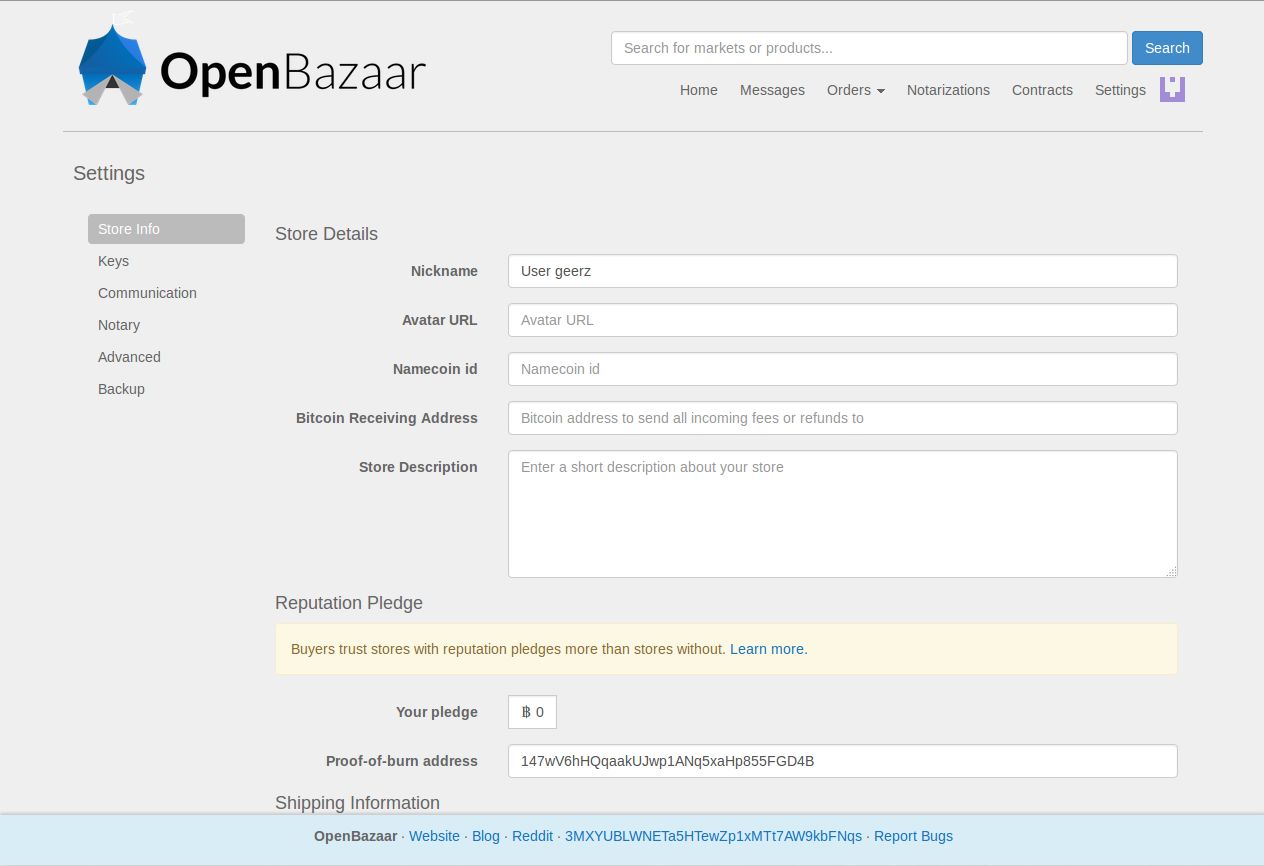 OpenBazaar
Search for markets or products...
Search
Home Messages Orders Notarizations Contracts Settings
Settings
Store Info
Keys
Communication
Notary
Advanced
Backup
Store Details
Nickname User geerz
Avatar URL Avatar URL
Namecoin id Namecoin id
Bitcoin Receiving Address Bitcoin address to send all incoming fees or refunds to
Store Description Enter a short description about your store
Reputation Pledge
Buyers trust stores with reputation pledges more than stores without. Learn more.
Your pledge ฿ 0
Proof-of-burn address 147wV6hHQqaakUJwp1ANq5xaHp855FGD4B
Shipping Information
OpenBazaar · Website · Blog · Reddit · 3MXYUBLWNETa5HTewZp1xMTt7AW9kbFNqs · Report Bugs